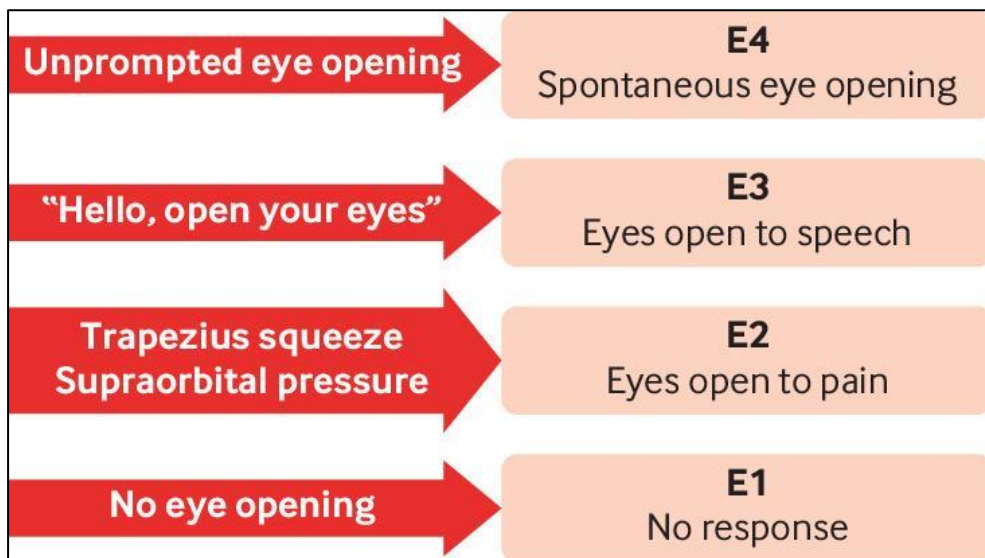 Unprompted eye opening
E4
Spontaneous eye opening
“Hello, open your eyes”
E3
Eyes open to speech
Trapezius squeeze
Supraorbital pressure
E2
Eyes open to pain
No eye opening
E1
No response